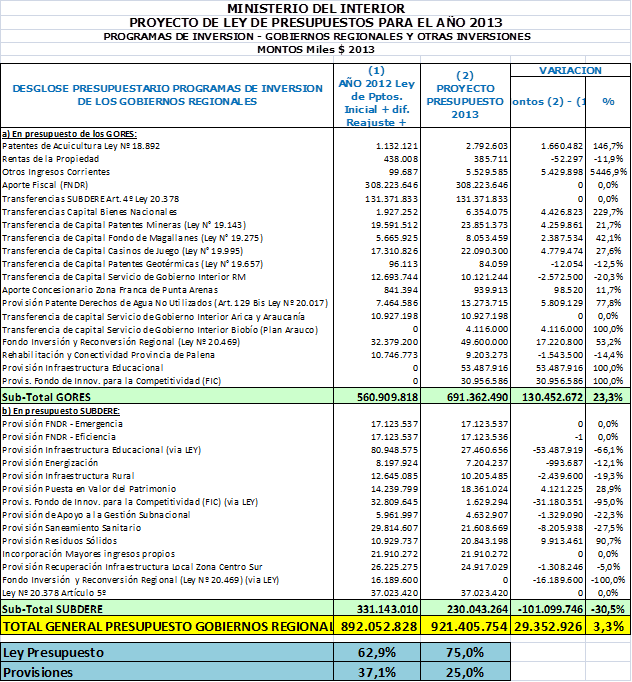 MINISTERIO DEL INTERIOR
PROYECTO DE LEY DE PRESUPUESTOS PARA EL AÑO 2013
PROGRAMAS DE INVERSION - GOBIERNOS REGIONALES Y OTRAS INVERSIONES
MONTOS Miles $ 2013
DESGLOSE PRESUPUESTARIO PROGRAMAS DE INVERSION DE LOS GOBIERNOS REGIONALES (1) AÑO 2012 Ley de Pptos. Inicial + dif. Reajuste + (2) PROYECTO PRESUPUESTO 2013 VARIACION ontos (2) - (1 %
a) En presupuesto de los GORES:
Patentes de Acuicultura Ley Nº 18.892 1.132.121 2.792.603 1.660.482 146,7%
Rentas de la Propiedad 438.008 385.711 -52.297 -11,9%
Otros Ingresos Corrientes 99.687 5.529.585 5.429.898 5446,9%
Aporte Fiscal (FNDR) 308.223.646 308.223.646 0 0,0%
Transferencias SUBDERE Art. 4º Ley 20.378 131.371.833 131.371.833 0 0,0%
Transferencias Capital Bienes Nacionales 1.927.252 6.354.075 4.426.823 229,7%
Transferencia de Capital Patentes Mineras (Ley N° 19.143) 19.591.512 23.851.373 4.259.861 21,7%
Transferencia de Capital Fondo de Magallanes (Ley N° 19.275) 5.665.925 8.053.459 2.387.534 42,1%
Transferencia de Capital Casinos de Juego (Ley N° 19.995) 17.310.826 22.090.300 4.779.474 27,6%
Transferencia de Capital Patentes Geotérmicas (Ley N° 19.657) 96.113 84.059 -12.054 -12,5%
Transferencia de Capital Servicio de Gobierno Interior RM 12.693.744 10.121.244 -2.572.500 -20,3%
Aporte Concesionario Zona Franca de Punta Arenas 841.394 939.913 98.520 11,7%
Provisión Patente Derechos de Agua No Utilizados (Art. 129 Bis Ley Nº 20.017) 7.464.586 13.273.715 5.809.129 77,8%
Transferencia de capital Servicio de Gobierno Interior Arica y Araucanía 10.927.198 10.927.198 0 0,0%
Transferencia de capital Servicio de Gobierno Interior Biobío (Plan Arauco) 0 4.116.000 4.116.000 100,0%
Fondo Inversión y Reconversión Regional (Ley Nº 20.469) 32.379.200 49.600.000 17.220.800 53,2%
Rehabilitación y Conectividad Provincia de Palena 10.746.773 9.203.273 -1.543.500 -14,4%
Provisión Infraestructura Educacional 0 53.487.916 53.487.916 100,0%
Provis. Fondo de Innov. para la Competitividad (FIC) 0 30.956.586 30.956.586 100,0%
Sub-Total GORES 560.909.818 691.362.490 130.452.672 23,3%
b) En presupuesto SUBDERE:
Provisión FNDR - Emergencia 17.123.537 17.123.537 0 0,0%
Provisión FNDR - Eficiencia 17.123.537 17.123.536 -1 0,0%
Provisión Infraestructura Educacional (via LEY) 80.948.575 27.460.656 -53.487.919 -66,1%
Provisión Energización 8.197.924 7.204.237 -993.687 -12,1%
Provisión Infraestructura Rural 12.645.085 10.205.485 -2.439.600 -19,3%
Provisión Puesta en Valor del Patrimonio 14.239.799 18.361.024 4.121.225 28,9%
Provis. Fondo de Innov. para la Competitividad (FIC) (via LEY) 32.809.645 1.629.294 -31.180.351 -95,0%
Provisión de Apoyo a la Gestión Subnacional 5.961.997 4.632.907 -1.329.090 -22,3%
Provisión Saneamiento Sanitario 29.814.607 21.608.669 -8.205.938 -27,5%
Provisión Residuos Sólidos 10.929.737 20.843.198 9.913.461 90,7%
Incorporación Mayores ingresos propios 21.910.272 21.910.272 0 0,0%
Provisión Recuperación Infraestructura Local Zona Centro Sur 26.225.275 24.917.029 -1.308.246 -5,0%
Fondo Inversión y Reconversión Regional (Ley Nº 20.469) (via LEY) 16.189.600 0 -16.189.600 -100,0%
Ley Nº 20.378 Artículo 5º 37.023.420 37.023.420 0 0,0%
Sub-Total SUBDERE 331.143.010 230.043.264 -101.099.746 -30,5%
TOTAL GENERAL PRESUPUESTO GOBIERNOS REGIONAL 892.052.828 921.405.754 29.352.926 3,3%
Ley Presupuesto 62,9% 75,0%
Provisiones 37,1% 25,0%